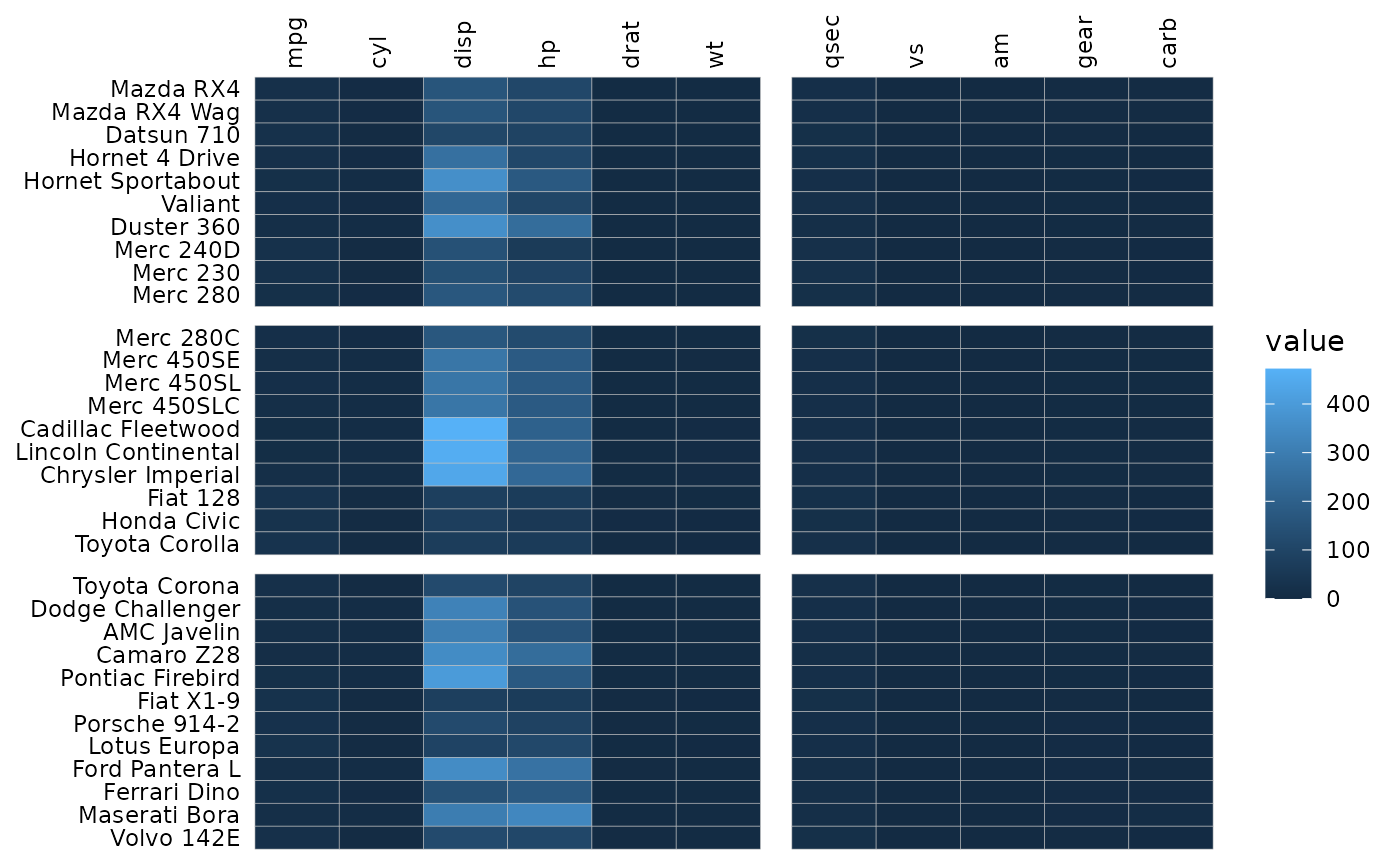 mpg
cyl
disp
hp
drat
wt
qsec
vs
am
gear
carb
Mazda RX4
Mazda RX4 Wag
Datsun 710
Hornet 4 Drive
Hornet Sportabout
Valiant
Duster 360
Merc 240D
Merc 230
Merc 280
Merc 280C
Merc 450SE
Merc 450SL
Merc 450SLC
Cadillac Fleetwood
Lincoln Continental
Chrysler Imperial
Fiat 128
Honda Civic
Toyota Corolla
Toyota Corona
Dodge Challenger
AMC Javelin
Camaro Z28
Pontiac Firebird
Fiat X1-9
Porsche 914-2
Lotus Europa
Ford Pantera L
Ferrari Dino
Maserati Bora
Volvo 142E
value
400
300
200
100
0